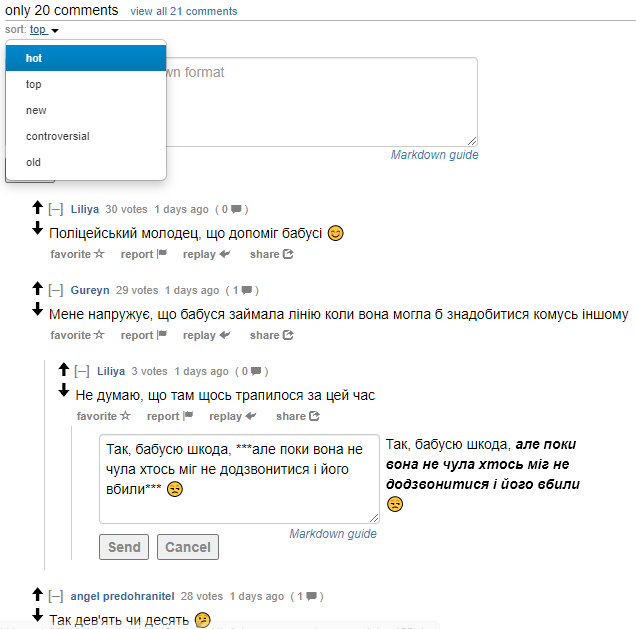 only 20 comments view all 21 comments
sort: top
hot
top
new
controversial
old
wn format
Markdown guide
[–] Liliya 30 votes 1 days ago ( 0 )
Поліцейський молодец, що допоміг бабусі 😊
favorite report replay share
[–] Gureyn 29 votes 1 days ago ( 1 )
Мене напружує, що бабуся займала лінію коли вона могла б знадобитися комусь іншому
favorite report replay share
[–] Liliya 3 votes 1 days ago ( 0 )
Не думаю, що там щось трапилося за цей час
favorite report replay share
Так, бабусю шкода, ***але поки вона не
чула хтось міг не додзвонитися і його
вбили*** 😒
Так, бабусю шкода, але поки
вона не чула хтось міг не
додзвонитися і його вбили
😒
Markdown guide
Send Cancel
[–] angel predohranitel 28 votes 1 days ago ( 1 )
Так дев'ять чи десять 🤔